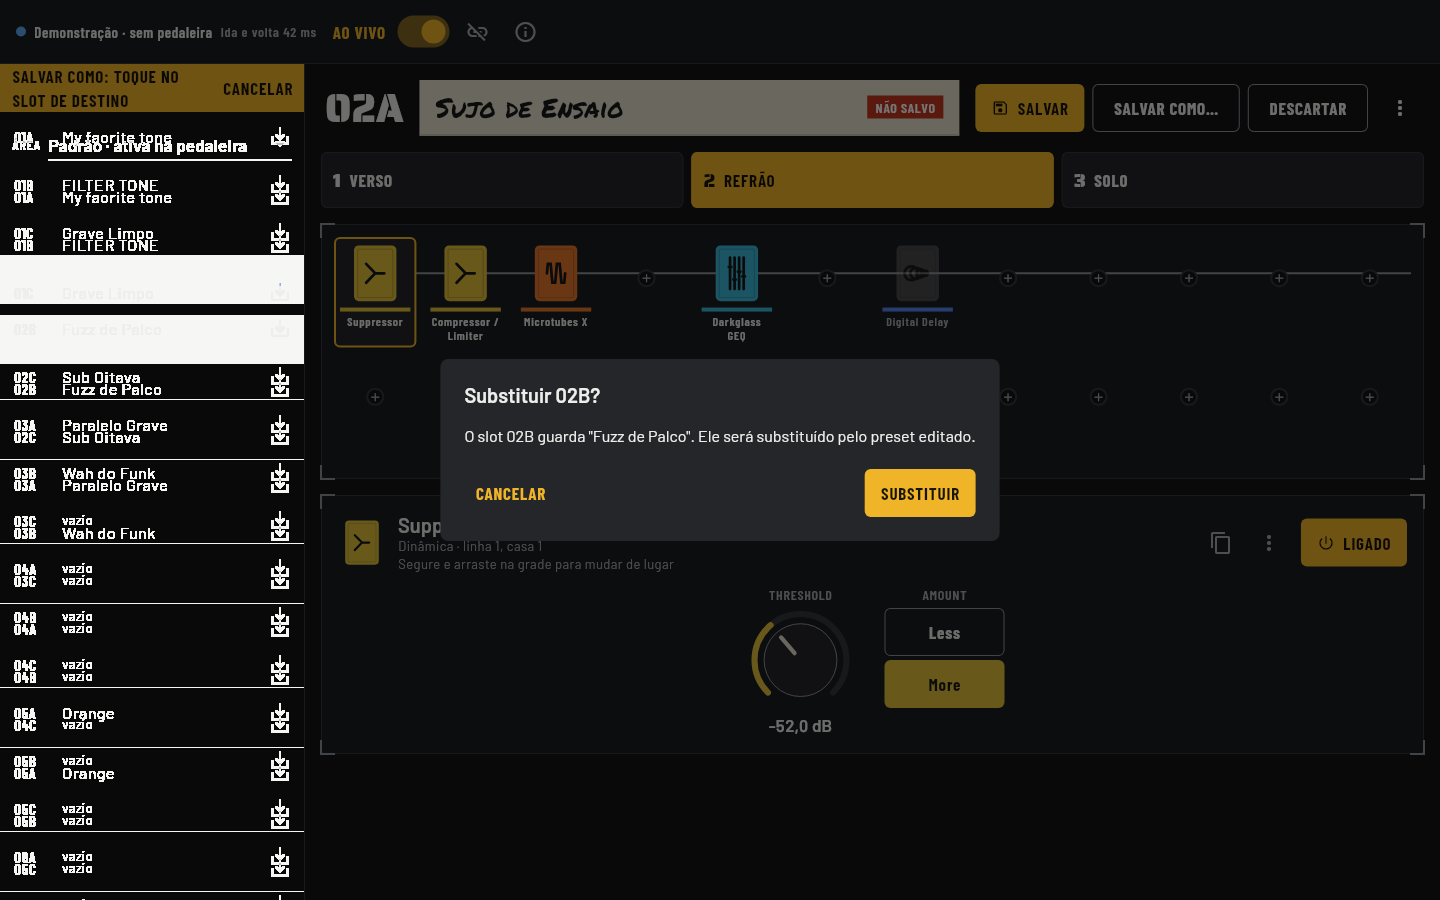 Demonstração · sem pedaleira Ida e volta 42 ms AO VIVO
SALVAR COMO: TOQUE NO
SLOT DE DESTINO
CANCELAR
01A My faorite tone
ÁREA Padrão · ativa na pedaleira
01B FILTER TONE
01A My faorite tone
01C Grave Limpo
01B FILTER TONE
01C Grave Limpo
02B Fuzz de Palco
02C Sub Oitava
02B Fuzz de Palco
03A Paralelo Grave
02C Sub Oitava
03B Wah do Funk
03A Paralelo Grave
03C vazio
03B Wah do Funk
04A vazio
03C vazio
04B vazio
04A vazio
04C vazio
04B vazio
05A Orange
04C vazio
05B vazio
05A Orange
05C vazio
05B vazio
06A vazio
05C vazio
02A
Sujo de Ensaio
NÃO SALVO
SALVAR
SALVAR COMO...
DESCARTAR
1 VERSO
2 REFRÃO
3 SOLO
Suppressor
Compressor /
Limiter
Microtubes X
Darkglass
GEQ
Digital Delay
Substituir 02B?
O slot 02B guarda "Fuzz de Palco". Ele será substituído pelo preset editado.
CANCELAR
SUBSTITUIR
Supp
Dinâmica · linha 1, casa 1
Segure e arraste na grade para mudar de lugar
LIGADO
THRESHOLD
-52,0 dB
AMOUNT
Less
More